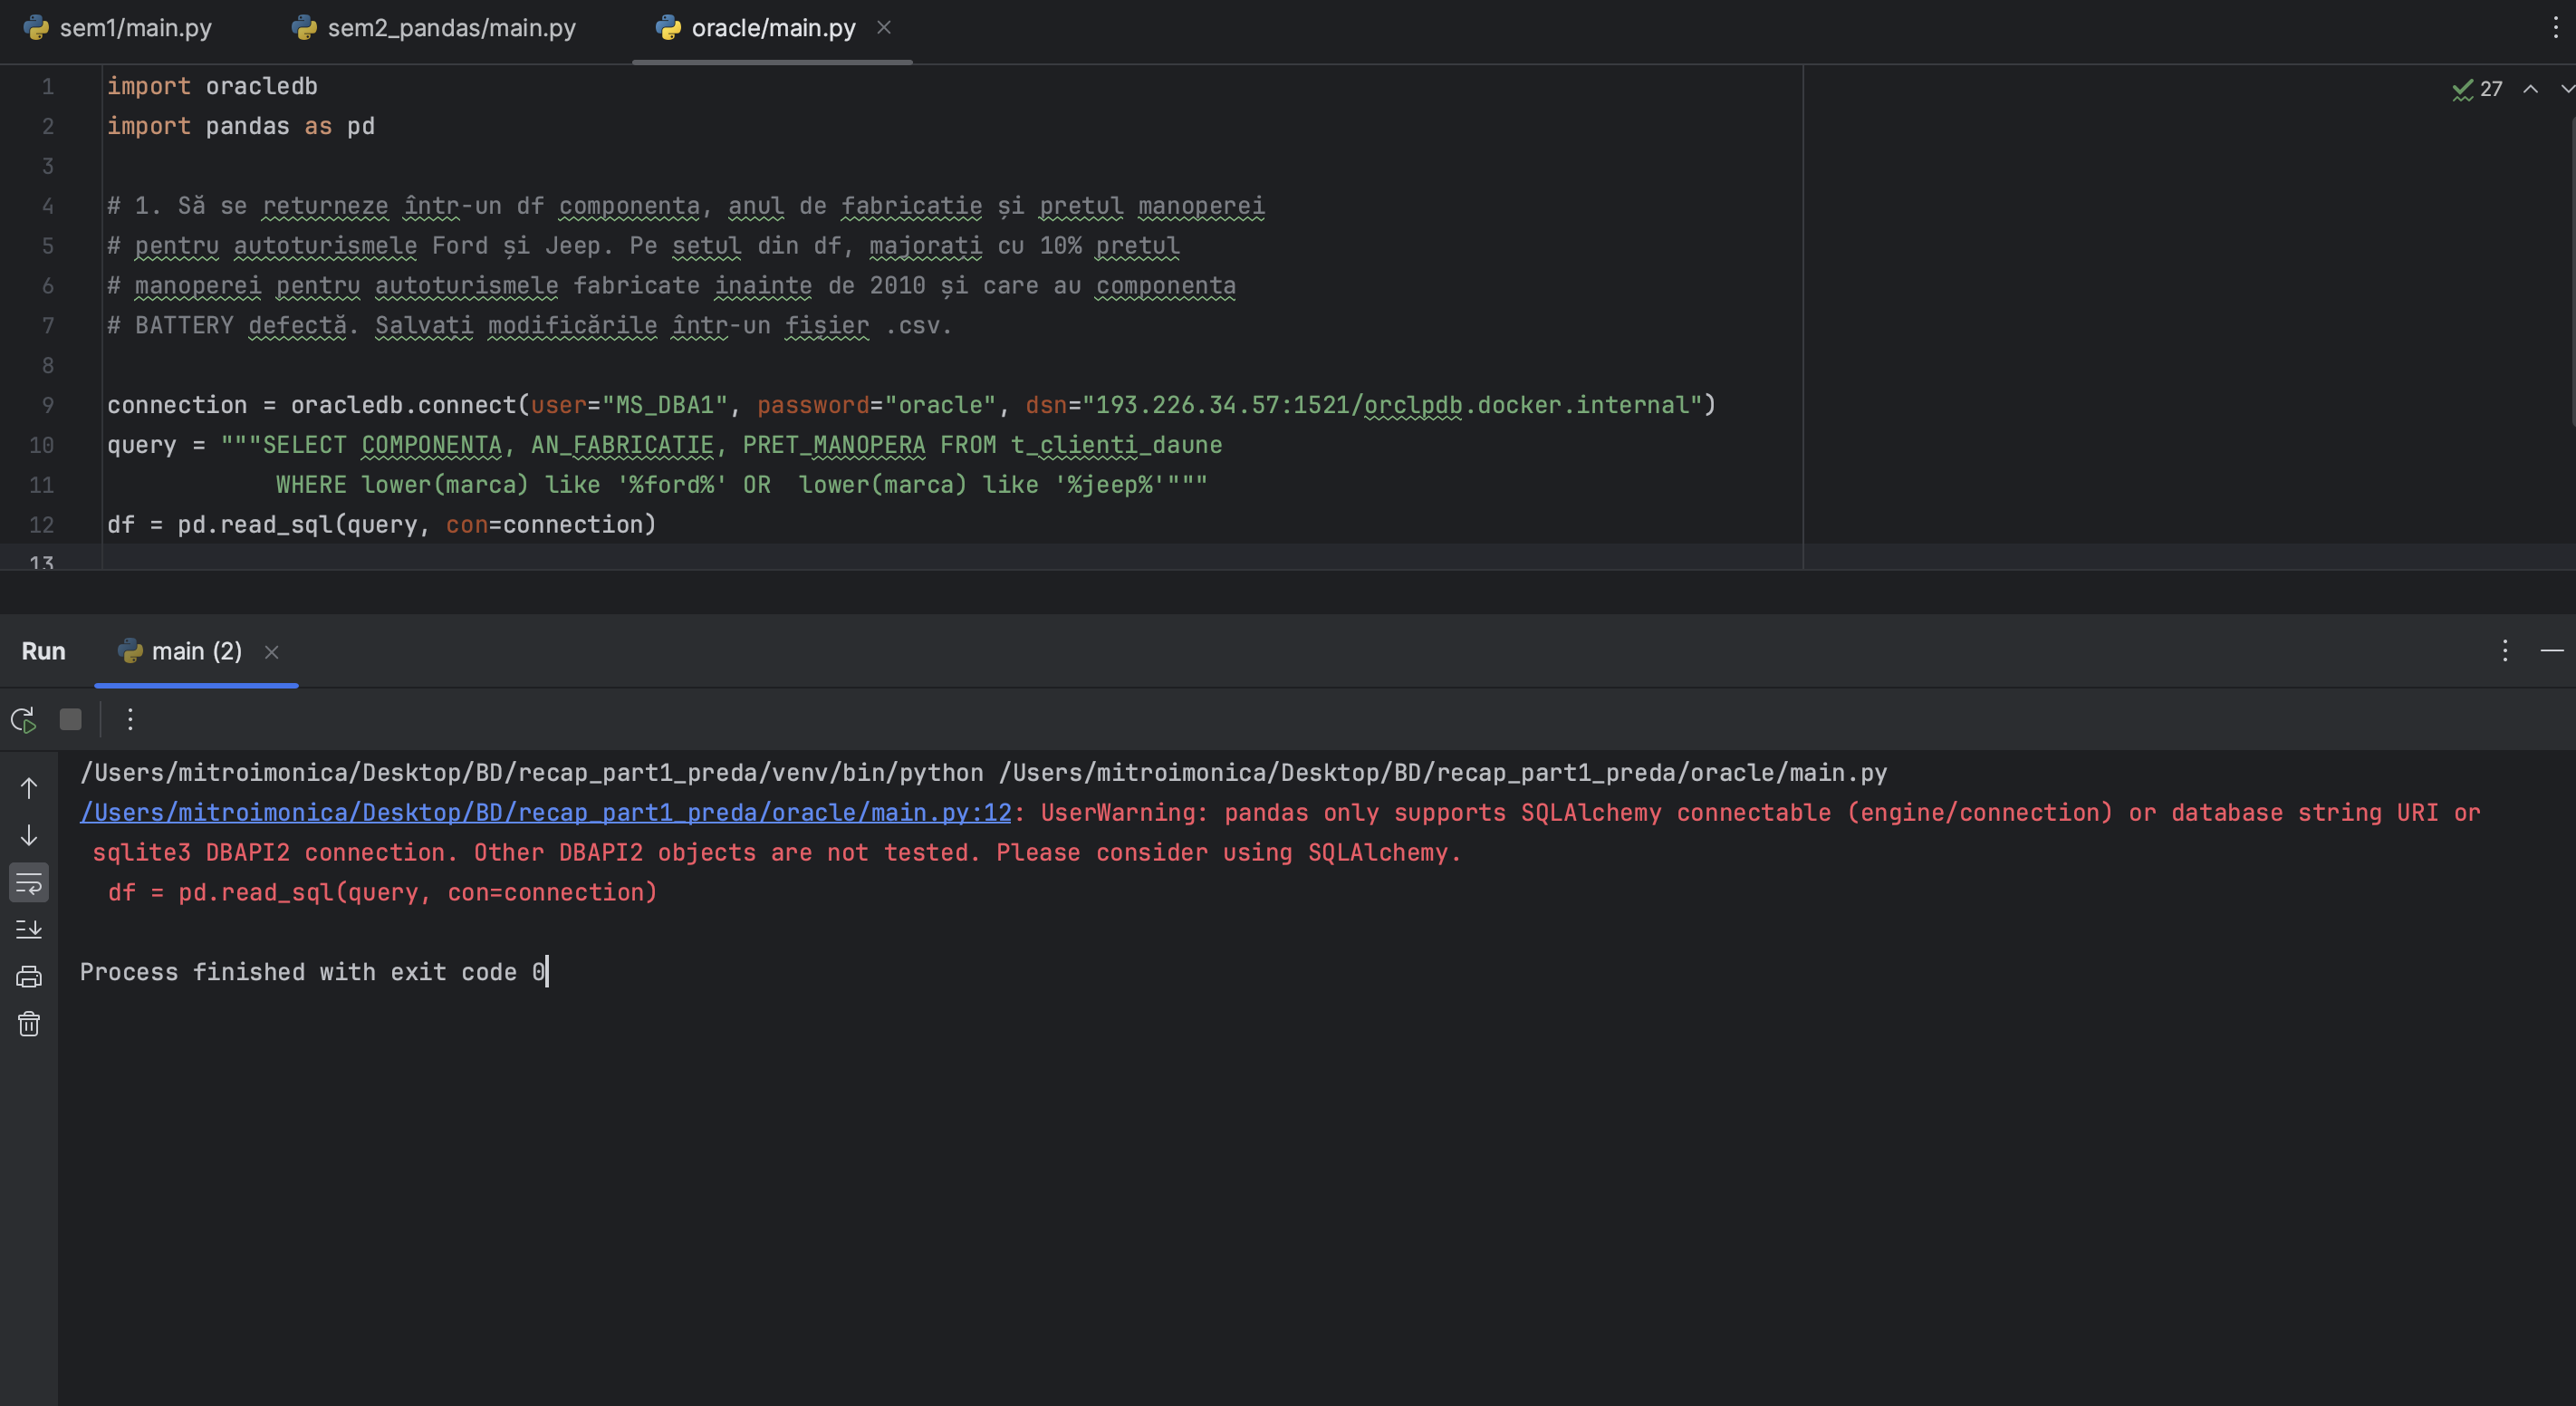 sem1/main.py sem2_pandas/main.py oracle/main.py
27
1 import oracledb
2 import pandas as pd
3
4 # 1. Să se returneze într-un df componenta, anul de fabricatie și pretul manoperei
5 # pentru autoturismele Ford și Jeep. Pe setul din df, majorați cu 10% pretul
6 # manoperei pentru autoturismele fabricate inainte de 2010 și care au componenta
7 # BATTERY defectă. Salvați modificările într-un fișier .csv.
8
9 connection = oracledb.connect(user="MS_DBA1", password="oracle", dsn="193.226.34.57:1521/orclpdb.docker.internal")
10 query = """SELECT COMPONENTA, AN_FABRICATIE, PRET_MANOPERA FROM t_clienti_daune
11 WHERE lower(marca) like '%ford%' OR  lower(marca) like '%jeep%'"""
12 df = pd.read_sql(query, con=connection)
13
Run main (2)
/Users/mitroimonica/Desktop/BD/recap_part1_preda/venv/bin/python /Users/mitroimonica/Desktop/BD/recap_part1_preda/oracle/main.py
/Users/mitroimonica/Desktop/BD/recap_part1_preda/oracle/main.py:12: UserWarning: pandas only supports SQLAlchemy connectable (engine/connection) or database string URI or
sqlite3 DBAPI2 connection. Other DBAPI2 objects are not tested. Please consider using SQLAlchemy.
df = pd.read_sql(query, con=connection)
Process finished with exit code 0